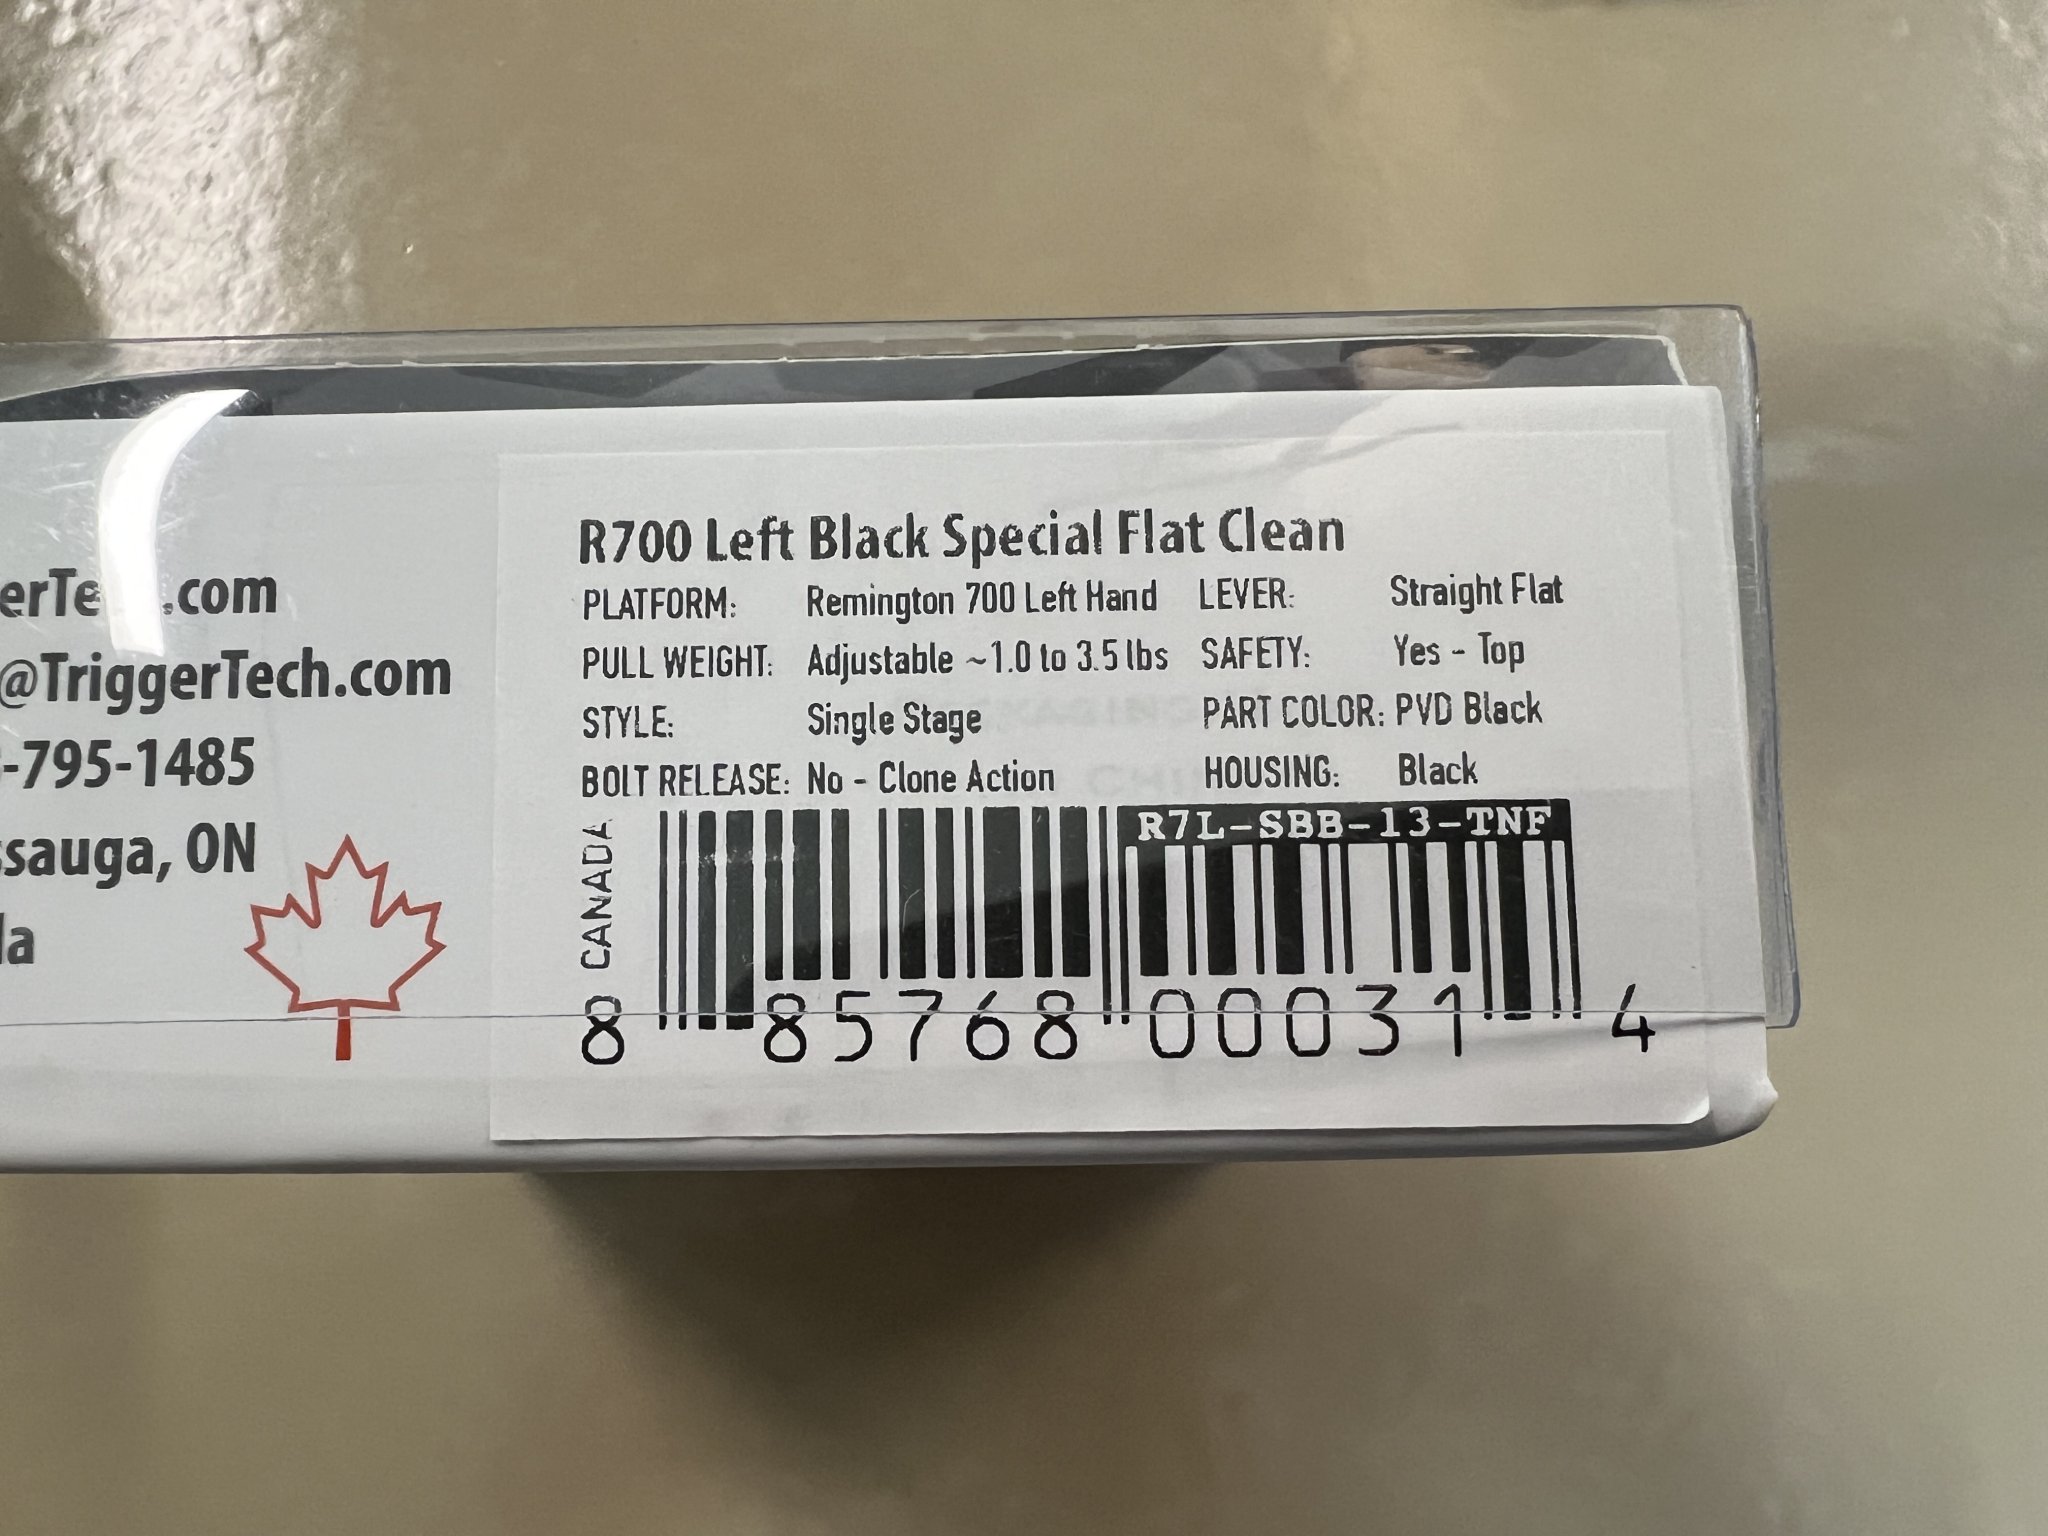 .com
@TriggerTech.com
-795-1485
ssauga, ON
la
R700 Left Black Special Flat Clean
PLATFORM: Remington 700 Left Hand LEVER: Straight Flat
PULL WEIGHT: Adjustable ~1.0 to 3.5 lbs SAFETY: Yes - Top
STYLE: Single Stage PART COLOR: PVD Black
BOLT RELEASE: No - Clone Action HOUSING: Black
CANADA
R7L-SBB-13-TNF
8 85768 00031 4